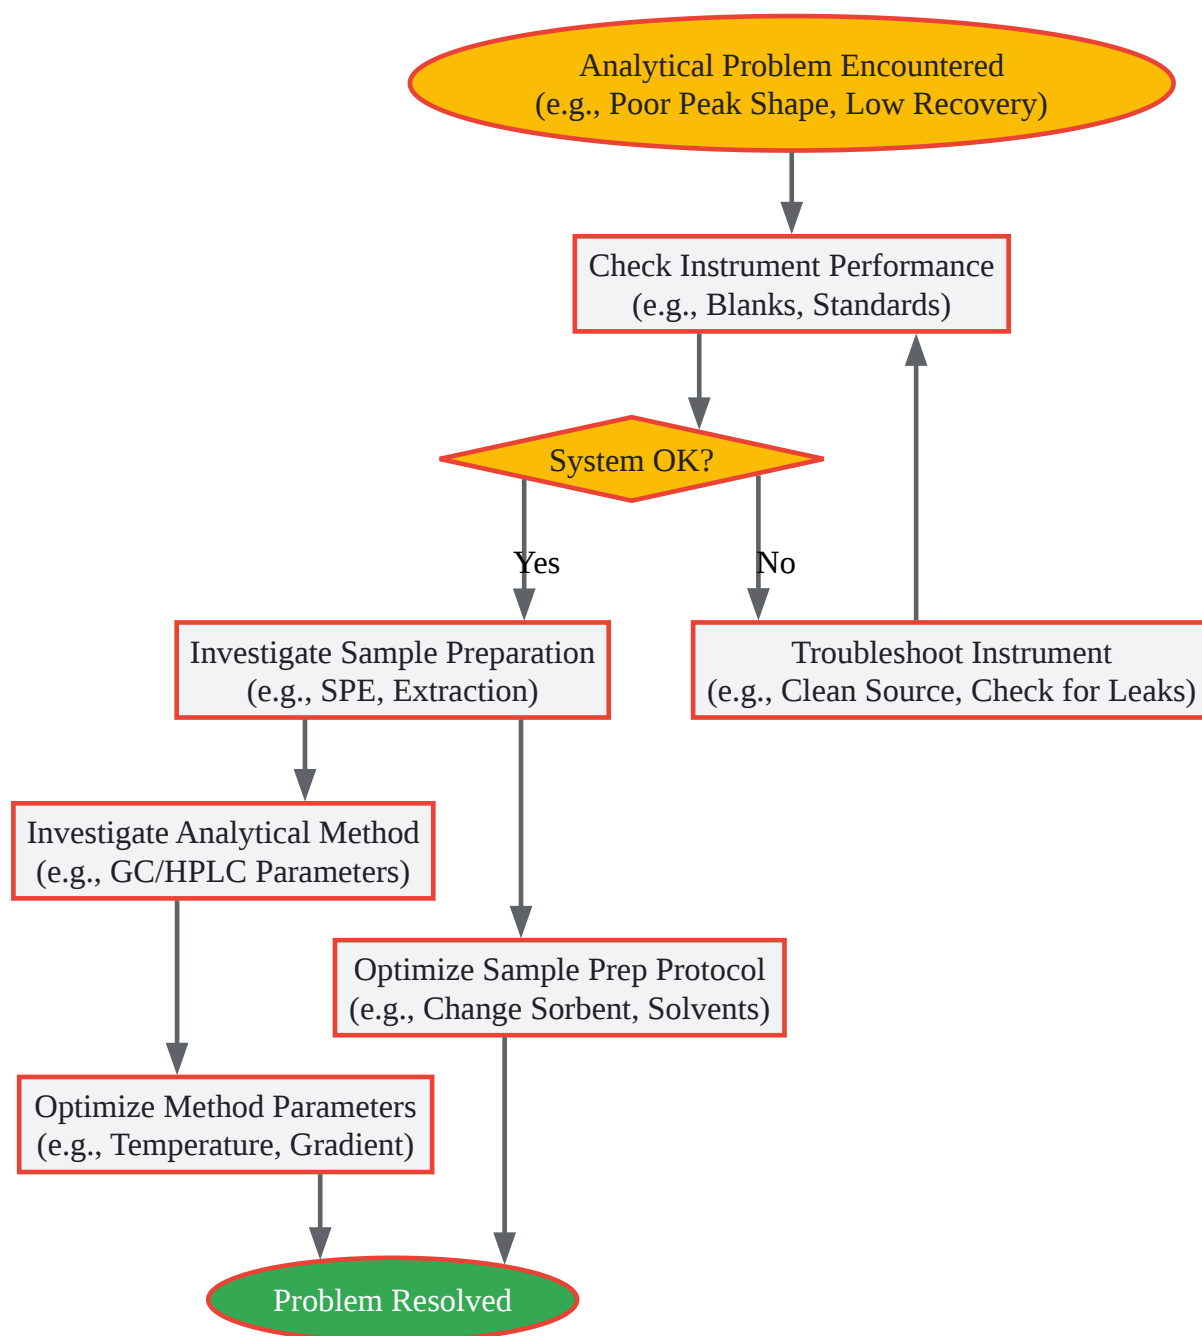 Analytical Problem Encountered
(e.g., Poor Peak Shape, Low Recovery)
Check Instrument Performance
(e.g., Blanks, Standards)
System OK?
Yes
No
Investigate Sample Preparation
(e.g., SPE, Extraction)
Troubleshoot Instrument
(e.g., Clean Source, Check for Leaks)
Investigate Analytical Method
(e.g., GC/HPLC Parameters)
Optimize Sample Prep Protocol
(e.g., Change Sorbent, Solvents)
Optimize Method Parameters
(e.g., Temperature, Gradient)
Problem Resolved